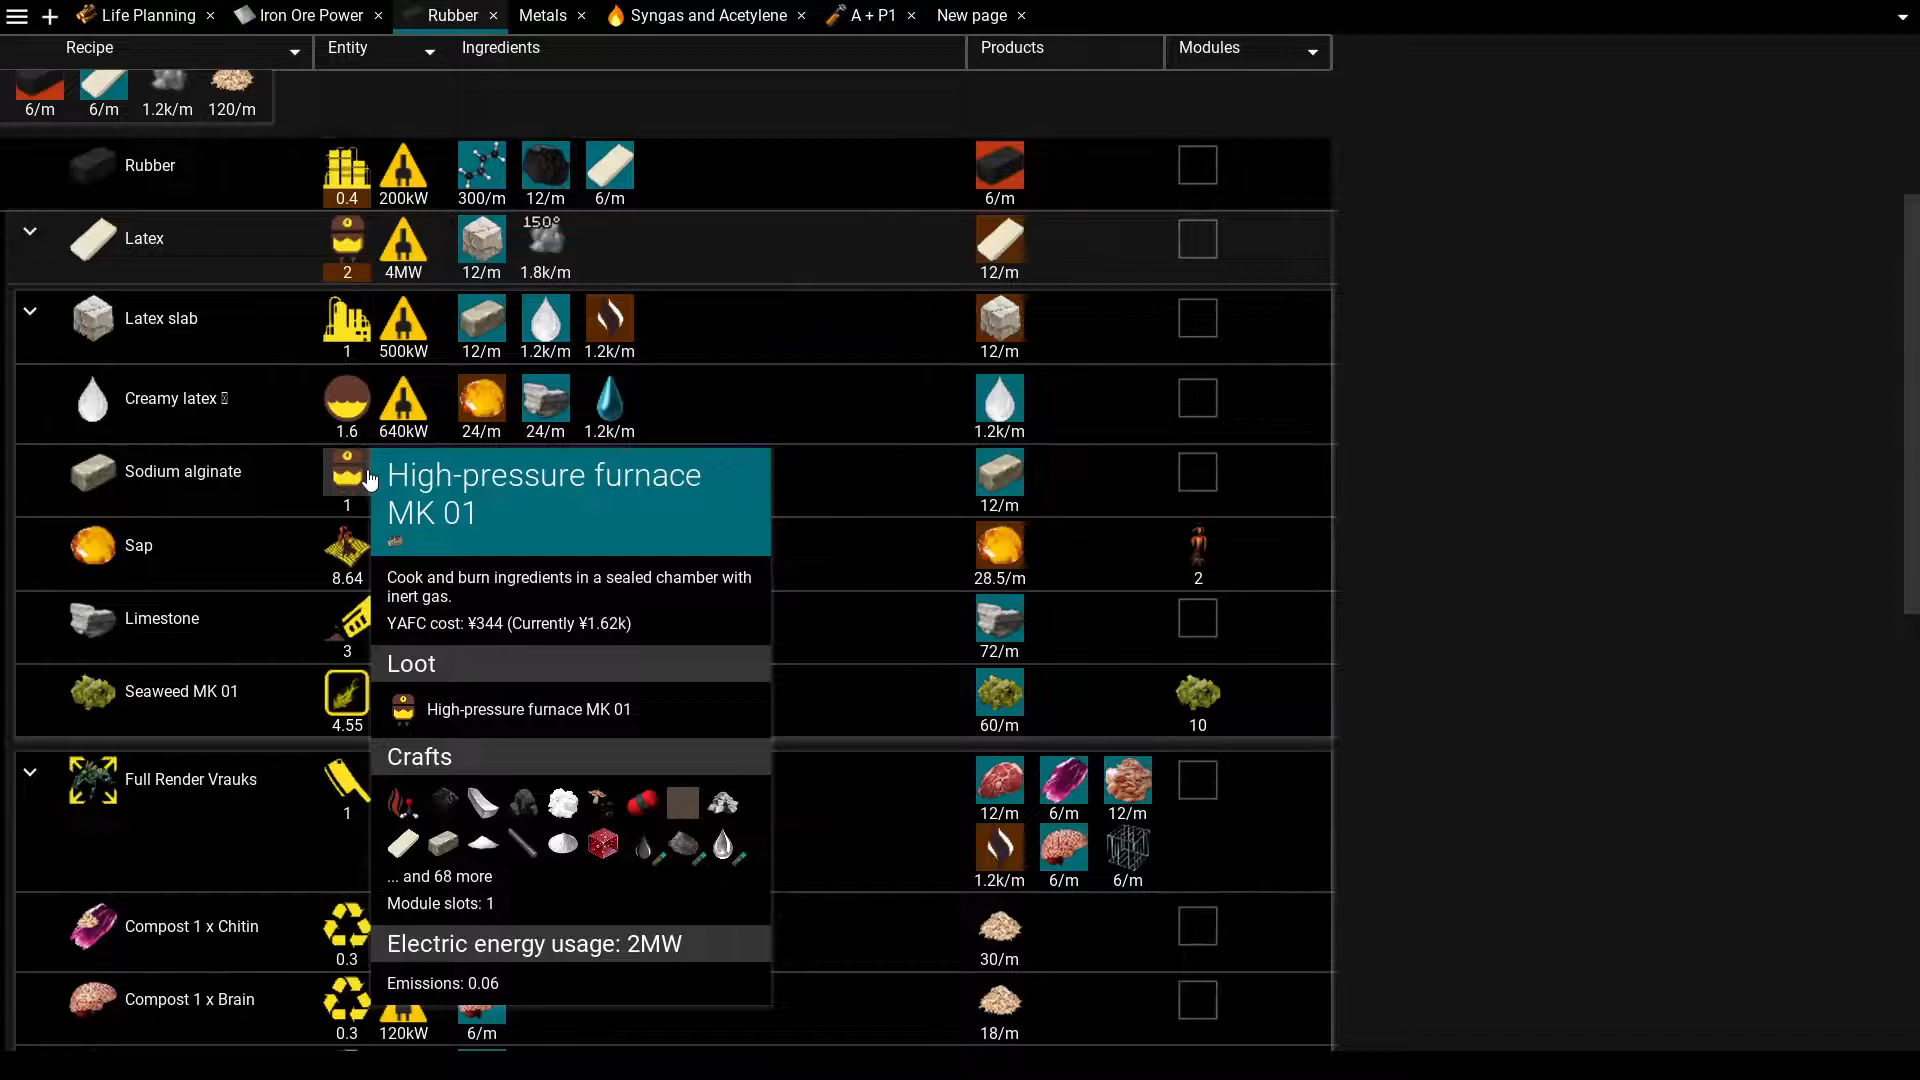 Life Planning × Iron Ore Power × Rubber × Metals × Syngas and Acetylene × A + P1 × New page ×
Recipe Entity Ingredients Products Modules
6/m 6/m 1.2k/m 120/m
Rubber
0.4 200kW 300/m 12/m 6/m 6/m
150°
Latex
2 4MW 12/m 1.8k/m 12/m
Latex slab
1 500kW 12/m 1.2k/m 1.2k/m 12/m
Creamy latex
1.6 640kW 24/m 24/m 1.2k/m 1.2k/m
Sodium alginate
1 12/m
Sap
8.64 28.5/m 2
Limestone
3 72/m
Seaweed MK 01
4.55 60/m 10
Full Render Vrauks
1 12/m 6/m 12/m
1.2k/m 6/m 6/m
Compost 1 x Chitin
0.3 30/m
Compost 1 x Brain
0.3 120kW 6/m 18/m
High-pressure furnace
MK 01
Cook and burn ingredients in a sealed chamber with
inert gas.
YAFC cost: ¥344 (Currently ¥1.62k)
Loot
High-pressure furnace MK 01
Crafts
... and 68 more
Module slots: 1
Electric energy usage: 2MW
Emissions: 0.06